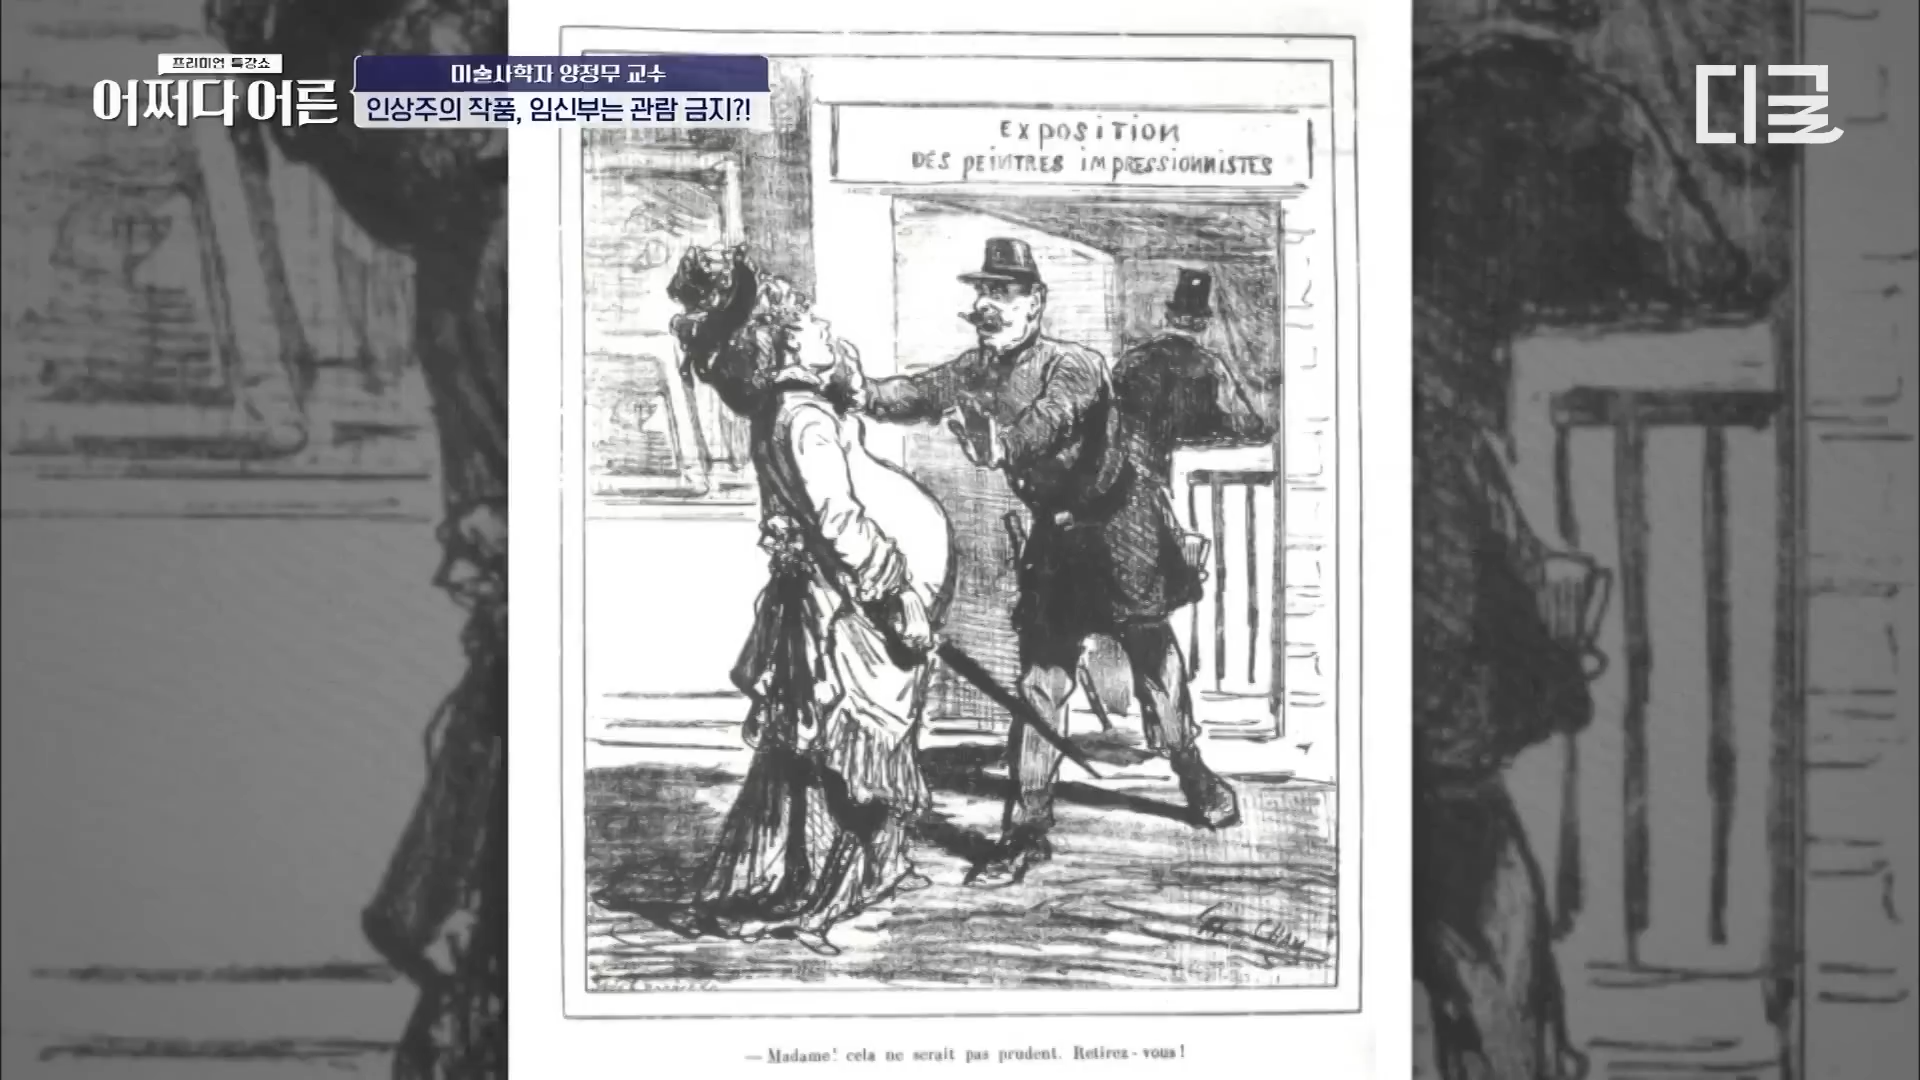 프리미엄 특강쇼
어쩌다 어른
미술사학자 양정무 교수
인상주의 작품, 임신부는 관람 금지?!
디글
EXPOSITION
DES PEINTRES IMPRESSIONNISTES
CHAM
— Madame! cela ne serait pas prudent. Retirez-vous!